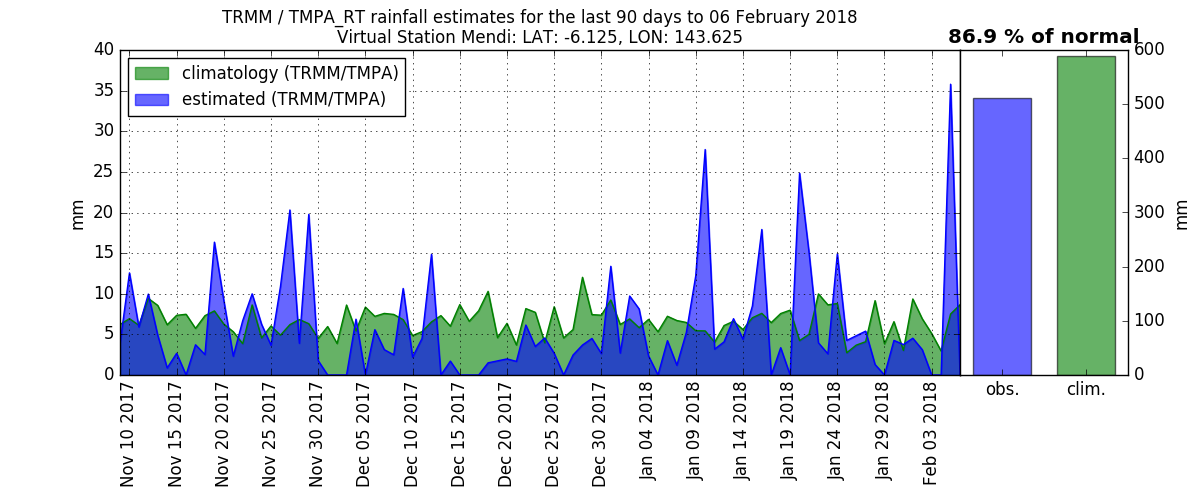 TRMM / TMPA_RT rainfall estimates for the last 90 days to 06 February 2018
Virtual Station Mendi: LAT: -6.125, LON: 143.625
86.9 % of normal
climatology (TRMM/TMPA)
estimated (TRMM/TMPA)
40
35
30
25
20
15
10
5
0
mm
Nov 10 2017
Nov 15 2017
Nov 20 2017
Nov 25 2017
Nov 30 2017
Dec 05 2017
Dec 10 2017
Dec 15 2017
Dec 20 2017
Dec 25 2017
Dec 30 2017
Jan 04 2018
Jan 09 2018
Jan 14 2018
Jan 19 2018
Jan 24 2018
Jan 29 2018
Feb 03 2018
obs.
clim.
600
500
400
300
200
100
0
mm